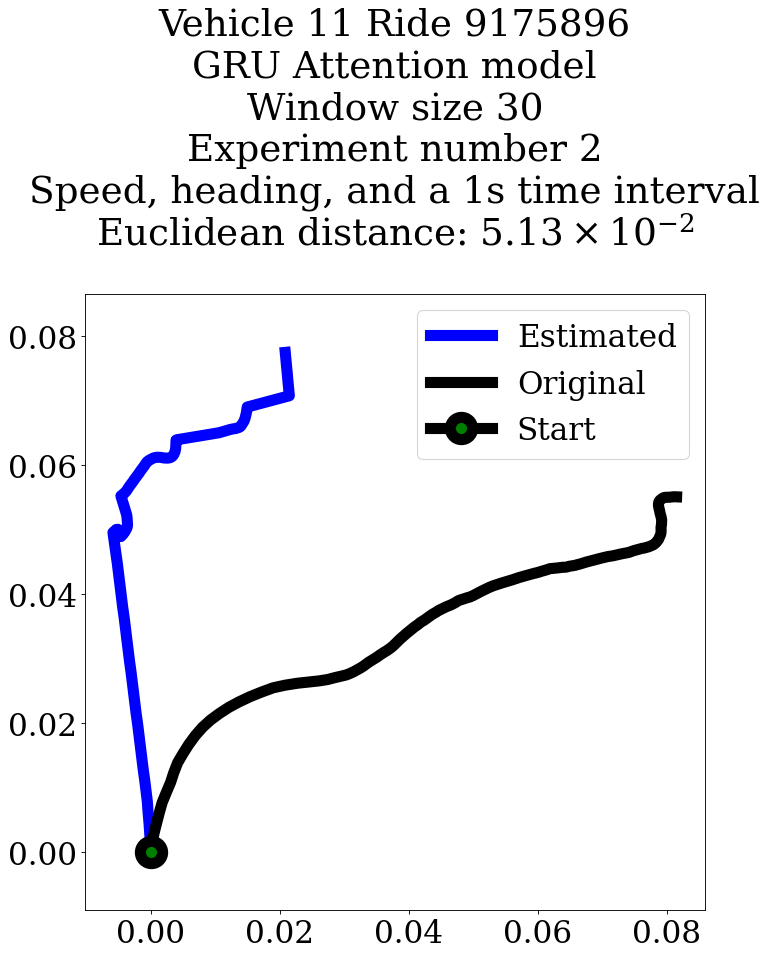 Vehicle 11 Ride 9175896
GRU Attention model
Window size 30
Experiment number 2
Speed, heading, and a 1s time interval
Euclidean distance: 5.13 × 10⁻²
Estimated
Original
Start
0.08
0.06
0.04
0.02
0.00
0.00 0.02 0.04 0.06 0.08